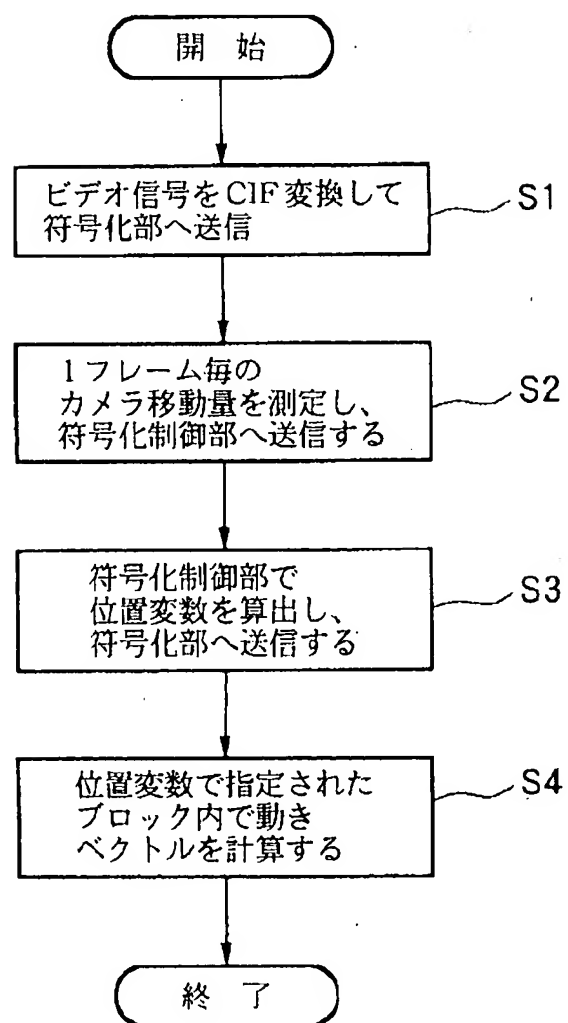 開始
ビデオ信号をCIF変換して
符号化部へ送信
S1
1フレーム毎の
カメラ移動量を測定し、
符号化制御部へ送信する
S2
符号化制御部で
位置変数を算出し、
符号化部へ送信する
S3
位置変数で指定された
ブロック内で動き
ベクトルを計算する
S4
終了